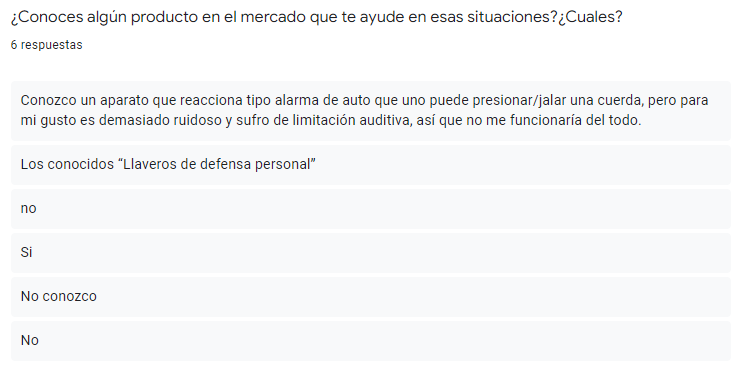 ¿Conoces algún producto en el mercado que te ayude en esas situaciones?¿Cuales?
6 respuestas
Conozco un aparato que reacciona tipo alarma de auto que uno puede presionar/jalar una cuerda, pero para
mi gusto es demasiado ruidoso y sufro de limitación auditiva, así que no me funcionaría del todo.
Los conocidos “Llaveros de defensa personal”
no
Si
No conozco
No